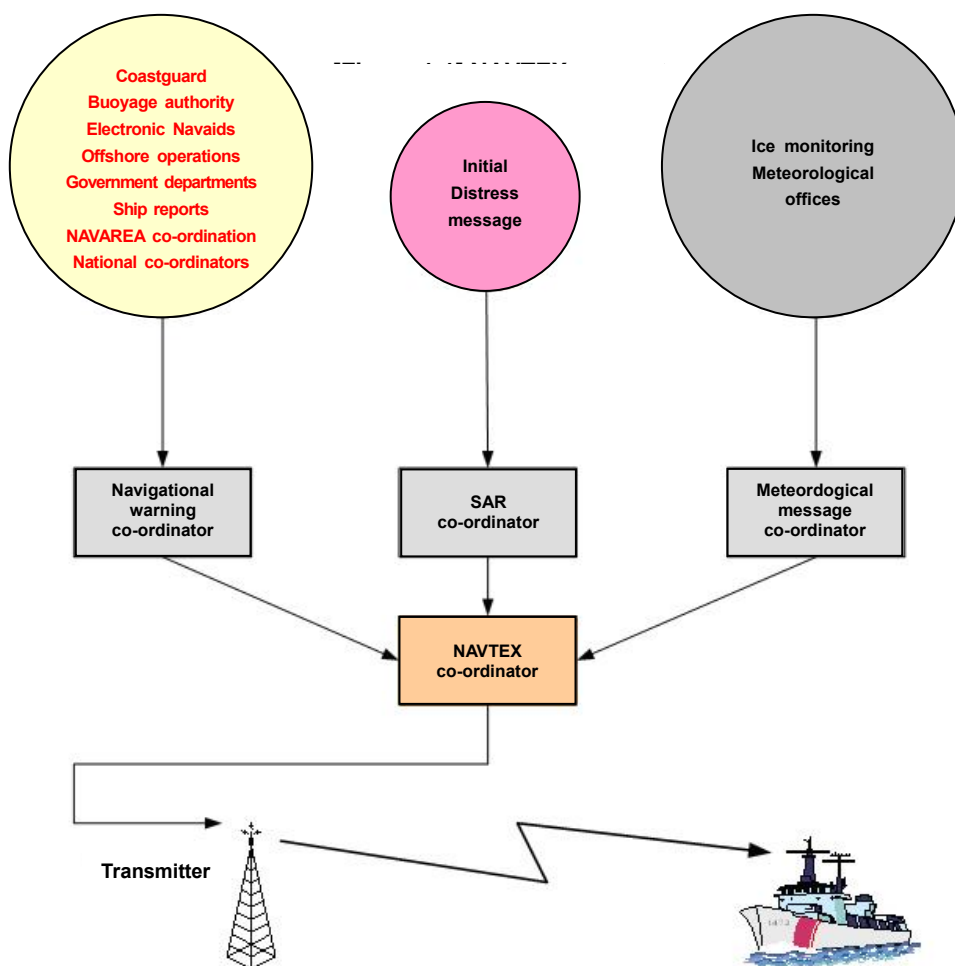 Coastguard
Buoyage authority
Electronic Navaids
Offshore operations
Government departments
Ship reports
NAVAREA co-ordination
National co-ordinators
Initial
Distress
message
Ice monitoring
Meteorological
offices
Navigational
warning
co-ordinator
SAR
co-ordinator
Meteordogical
message
co-ordinator
NAVTEX
co-ordinator
Transmitter